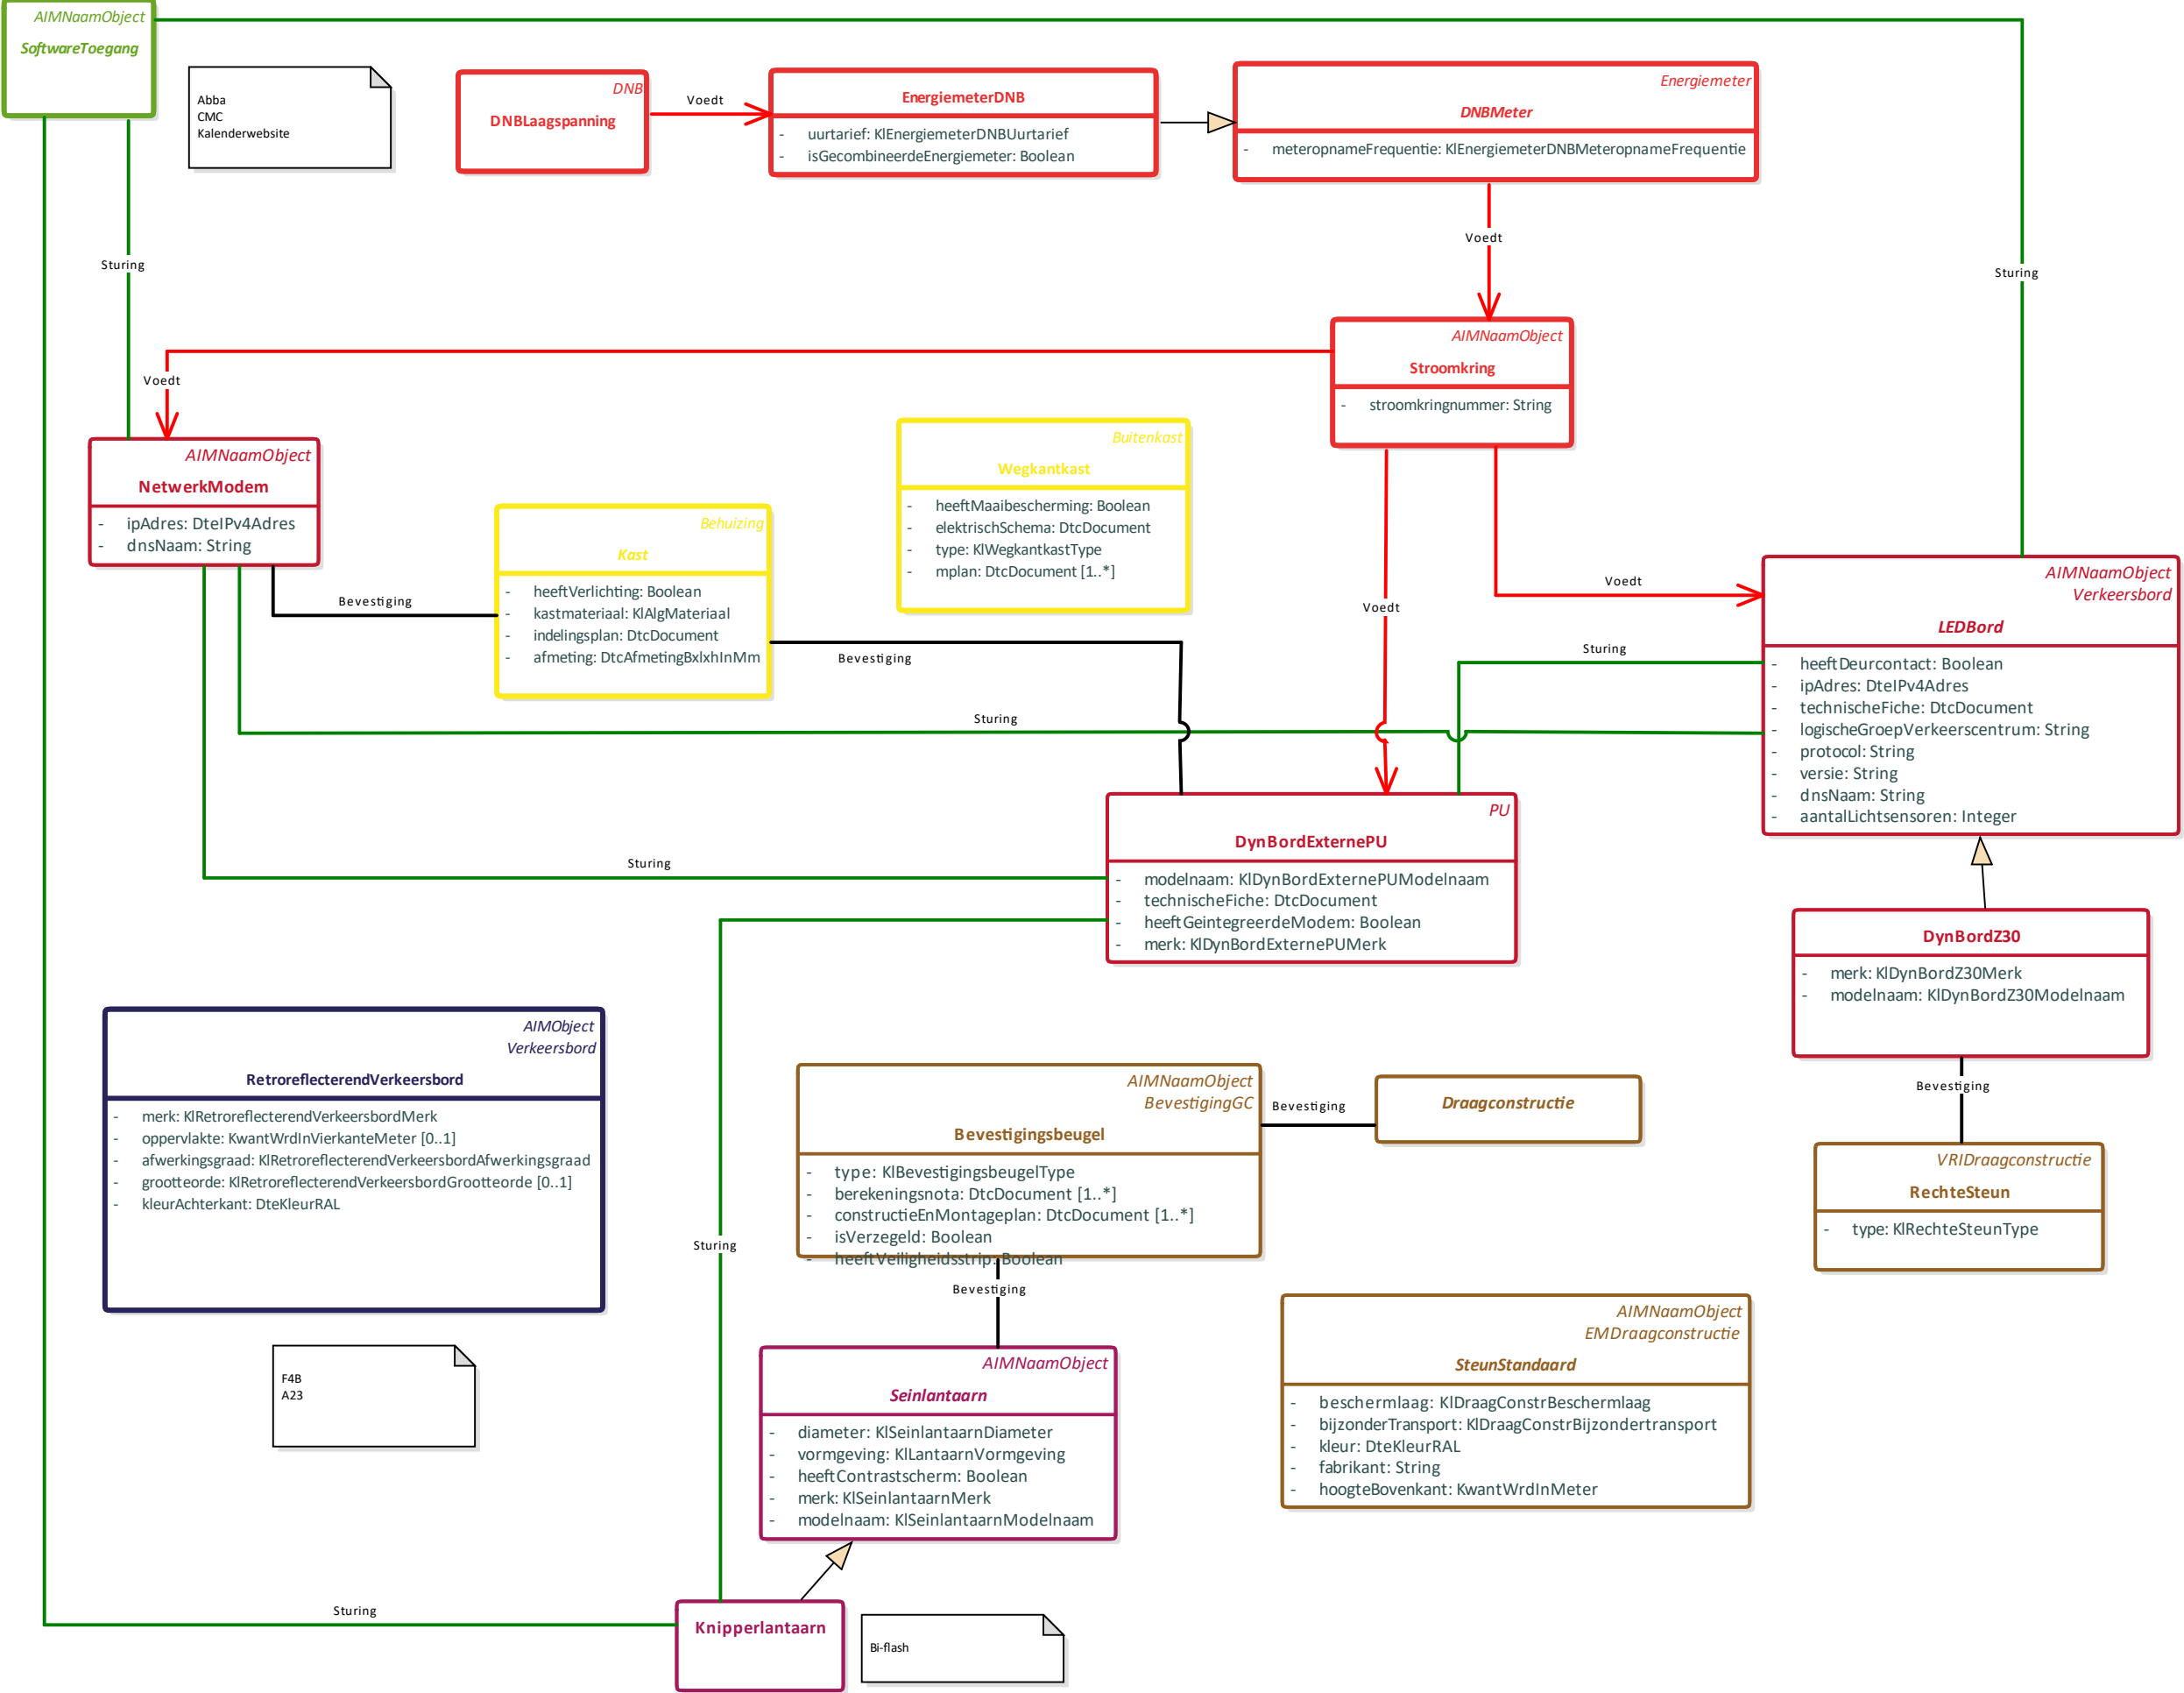 AIMNaamObject
SoftwareToegang
Abba
CMC
Kalenderwebsite
DNB
DNBLaagspanning
Voedt
EnergiemeterDNB
- uurtarief: KlEnergiemeterDNBUurtarief
- isGecombineerdeEnergiemeter: Boolean
Energiemeter
DNBMeter
- meteropnameFrequentie: KlEnergiemeterDNBMeteropnameFrequentie
Voedt
Sturing
Sturing
AIMNaamObject
Stroomkring
- stroomkringnummer: String
Voedt
AIMNaamObject
NetwerkModem
- ipAdres: DteIPv4Adres
- dnsNaam: String
Buitenkast
Wegkantkast
- heeftMaaibescherming: Boolean
- elektrischSchema: DtcDocument
- type: KlWegkantkastType
- mplan: DtcDocument [1..*]
Behuizing
Kast
- heeftVerlichting: Boolean
- kastmateriaal: KlAlgMateriaal
- indelingsplan: DtcDocument
- afmeting: DtcAfmetingBxlxhInMm
Bevestiging
Bevestiging
Voedt
Voedt
Sturing
Sturing
AIMNaamObject
Verkeersbord
LEDBord
- heeftDeurcontact: Boolean
- ipAdres: DteIPv4Adres
- technischeFiche: DtcDocument
- logischeGroepVerkeerscentrum: String
- protocol: String
- versie: String
- dnsNaam: String
- aantalLichtsensoren: Integer
PU
DynBordExternePU
- modelnaam: KlDynBordExternePUModelnaam
- technischeFiche: DtcDocument
- heeftGeintegreerdeModem: Boolean
- merk: KlDynBordExternePUMerk
Sturing
DynBordZ30
- merk: KlDynBordZ30Merk
- modelnaam: KlDynBordZ30Modelnaam
Bevestiging
VRIDraagconstructie
RechteSteun
- type: KlRechteSteunType
AIMObject
Verkeersbord
RetroreflecterendVerkeersbord
- merk: KlRetroreflecterendVerkeersbordMerk
- oppervlakte: KwantWrdInVierkanteMeter [0..1]
- afwerkingsgraad: KlRetroreflecterendVerkeersbordAfwerkingsgraad
- grootteorde: KlRetroreflecterendVerkeersbordGrootteorde [0..1]
- kleurAchterkant: DteKleurRAL
AIMNaamObject
BevestigingGC
Bevestigingsbeugel
- type: KlBevestigingsbeugelType
- berekeningsnota: DtcDocument [1..*]
- constructieEnMontageplan: DtcDocument [1..*]
- isVerzegeld: Boolean
- heeftVeiligheidsstrip: Boolean
Bevestiging
Draagconstructie
Sturing
Bevestiging
F4B
A23
AIMNaamObject
Seinlantaarn
- diameter: KlSeinlantaarnDiameter
- vormgeving: KlLantaarnVormgeving
- heeftContrastscherm: Boolean
- merk: KlSeinlantaarnMerk
- modelnaam: KlSeinlantaarnModelnaam
AIMNaamObject
EMDraagconstructie
SteunStandaard
- beschermlaag: KlDraagConstrBeschermlaag
- bijzonderTransport: KlDraagConstrBijzondertransport
- kleur: DteKleurRAL
- fabrikant: String
- hoogteBovenkant: KwantWrdInMeter
Sturing
Knipperlantaarn
Bi-flash